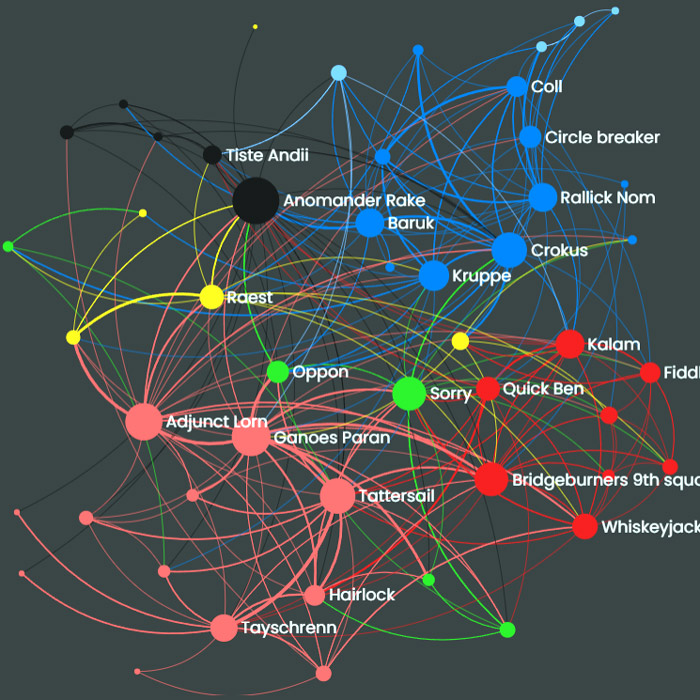 Coll
Circle breaker
Tiste Andii
Anomander Rake
Rallick Nom
Baruk
Crokus
Kruppe
Raest
Kalam
Oppon
Fiddl
Sorry
Quick Ben
Adjunct Lorn
Ganoes Paran
Bridgeburners 9th squa
Tattersail
Whiskeyjack
Hairlock
Tayschrenn